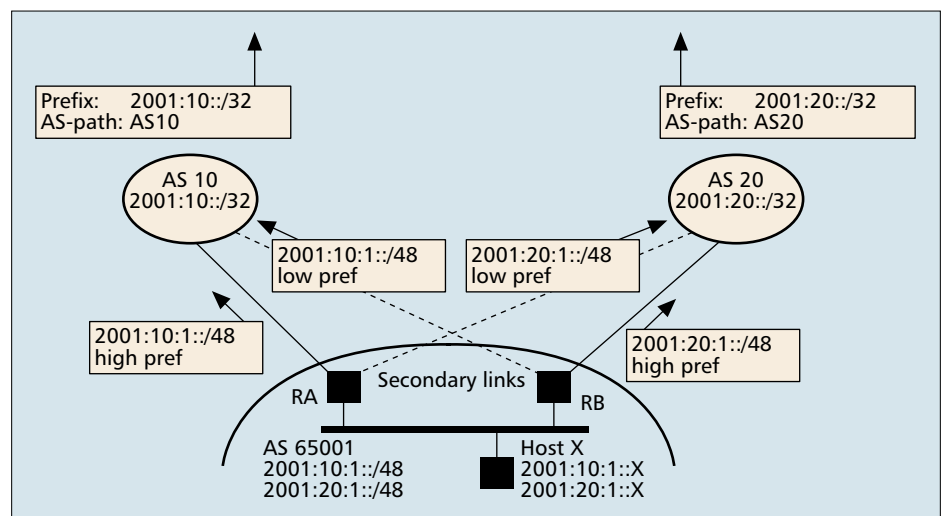 Prefix: 2001:10::/32
AS-path: AS10
Prefix: 2001:20::/32
AS-path: AS20
AS 10
2001:10::/32
AS 20
2001:20::/32
2001:10:1::/48
low pref
2001:20:1::/48
low pref
2001:10:1::/48
high pref
2001:20:1::/48
high pref
RA
Secondary links
RB
AS 65001
2001:10:1::/48
2001:20:1::/48
Host X
2001:10:1::X
2001:20:1::X